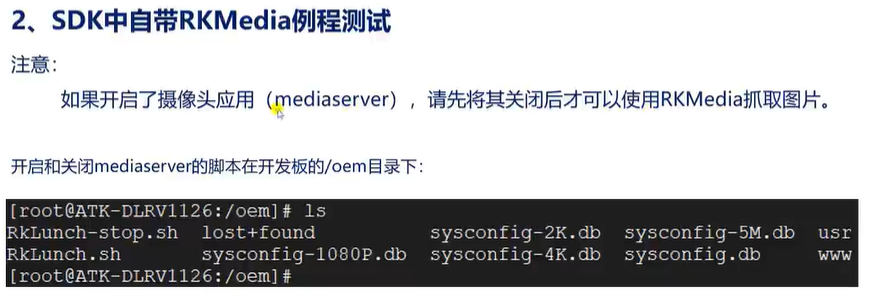 2、SDK中自带RKMedia例程测试
注意：
如果开启了摄像头应用（mediaserver），请先将其关闭后才可以使用RKMedia抓取图片。
开启和关闭mediaserver的脚本在开发板的/oem目录下：
[root@ATK-DLRV1126:/oem]# ls
RkLunch-stop.sh  lost+found           sysconfig-2K.db  sysconfig-5M.db  usr
RkLunch.sh       sysconfig-1080P.db  sysconfig-4K.db  sysconfig.db     www
[root@ATK-DLRV1126:/oem]#